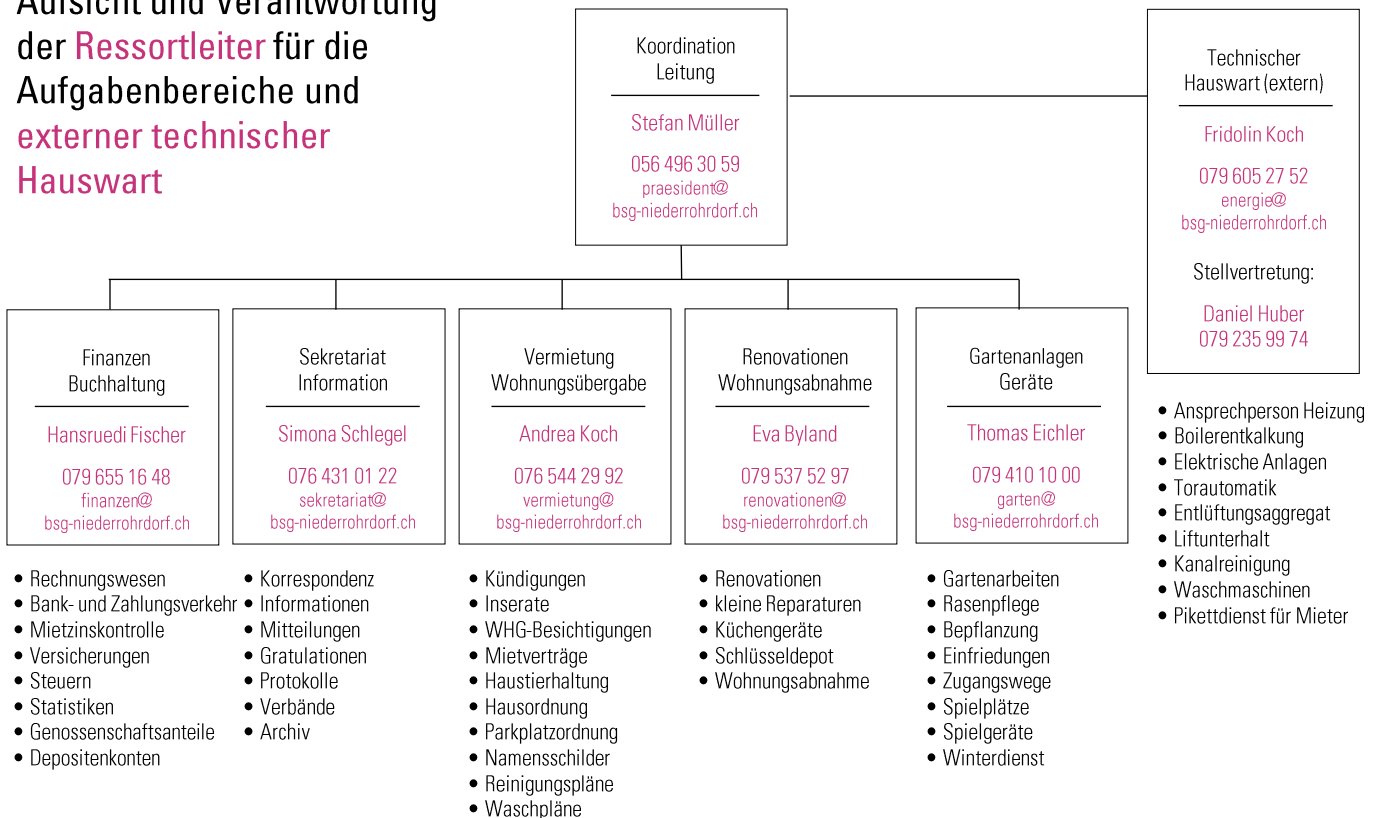 Aufsicht und Verantwortung
der Ressortleiter für die
Aufgabenbereiche und
externer technischer
Hauswart
Koordination
Leitung
Stefan Müller
056 496 30 59
praesident@
bsg-niederrohrdorf.ch
Technischer
Hauswart (extern)
Fridolin Koch
079 605 27 52
energie@
bsg-niederrohrdorf.ch
Stellvertretung:
Daniel Huber
079 235 99 74
• Ansprechperson Heizung
• Boilerentkalkung
• Elektrische Anlagen
• Torautomatik
• Entlüftungsaggregat
• Liftunterhalt
• Kanalreinigung
• Waschmaschinen
• Pikettdienst für Mieter
Finanzen
Buchhaltung
Hansruedi Fischer
079 655 16 48
finanzen@
bsg-niederrohrdorf.ch
• Rechnungswesen
• Bank- und Zahlungsverkehr
• Mietzinskontrolle
• Versicherungen
• Steuern
• Statistiken
• Genossenschaftsanteile
• Depositenkonten
Sekretariat
Information
Simona Schlegel
076 431 01 22
sekretariat@
bsg-niederrohrdorf.ch
• Korrespondenz
• Informationen
• Mitteilungen
• Gratulationen
• Protokolle
• Verbände
• Archiv
Vermietung
Wohnungsübergabe
Andrea Koch
076 544 29 92
vermietung@
bsg-niederrohrdorf.ch
• Kündigungen
• Inserate
• WHG-Besichtigungen
• Mietverträge
• Haustierhaltung
• Hausordnung
• Parkplatzordnung
• Namensschilder
• Reinigungspläne
• Waschpläne
Renovationen
Wohnungsabnahme
Eva Byland
079 537 52 97
renovationen@
bsg-niederrohrdorf.ch
• Renovationen
• kleine Reparaturen
• Küchengeräte
• Schlüsseldepot
• Wohnungsabnahme
Gartenanlagen
Geräte
Thomas Eichler
079 410 10 00
garten@
bsg-niederrohrdorf.ch
• Gartenarbeiten
• Rasenpflege
• Bepflanzung
• Einfriedungen
• Zugangswege
• Spielplätze
• Spielgeräte
• Winterdienst